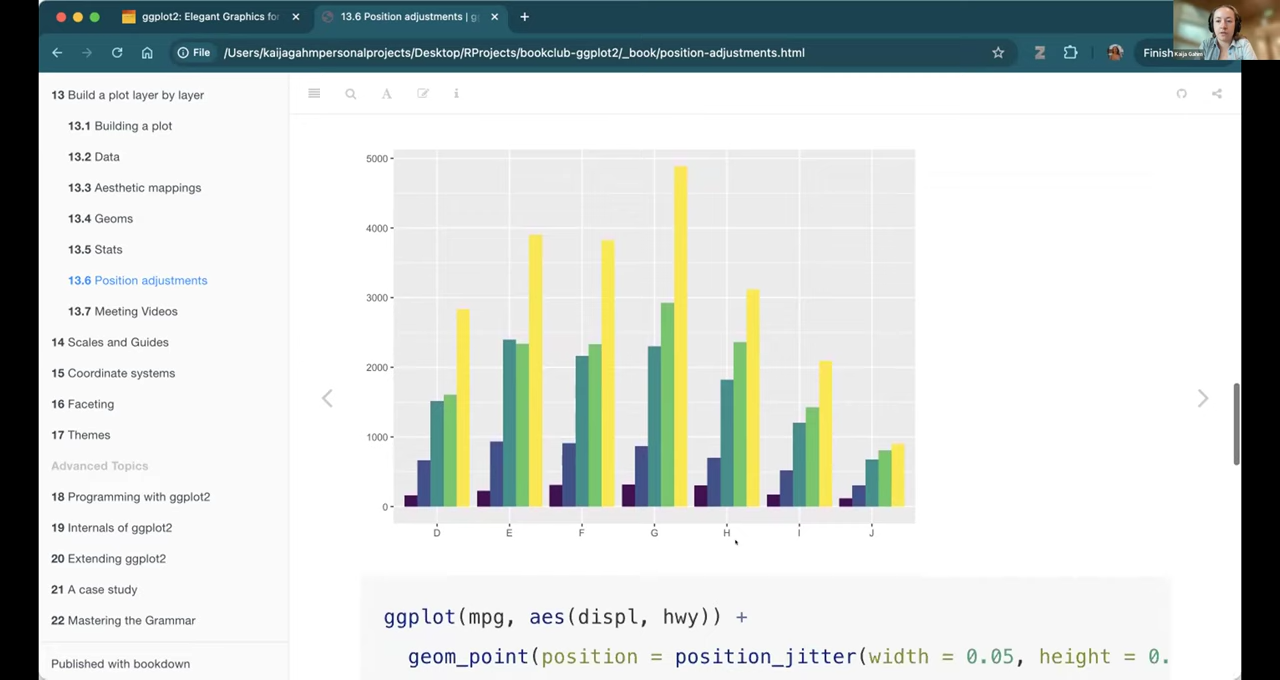 ggplot2: Elegant Graphics for
13.6 Position adjustments | g
File
/Users/kaijagahmpersonalprojects/Desktop/RProjects/bookclub-ggplot2/_book/position-adjustments.html
Finish
Kaija Gahm
13 Build a plot layer by layer
13.1 Building a plot
13.2 Data
13.3 Aesthetic mappings
13.4 Geoms
13.5 Stats
13.6 Position adjustments
13.7 Meeting Videos
14 Scales and Guides
15 Coordinate systems
16 Faceting
17 Themes
Advanced Topics
18 Programming with ggplot2
19 Internals of ggplot2
20 Extending ggplot2
21 A case study
22 Mastering the Grammar
Published with bookdown
5000
4000
3000
2000
1000
0
D E F G H I J
ggplot(mpg, aes(displ, hwy)) +
geom_point(position = position_jitter(width = 0.05, height = 0.